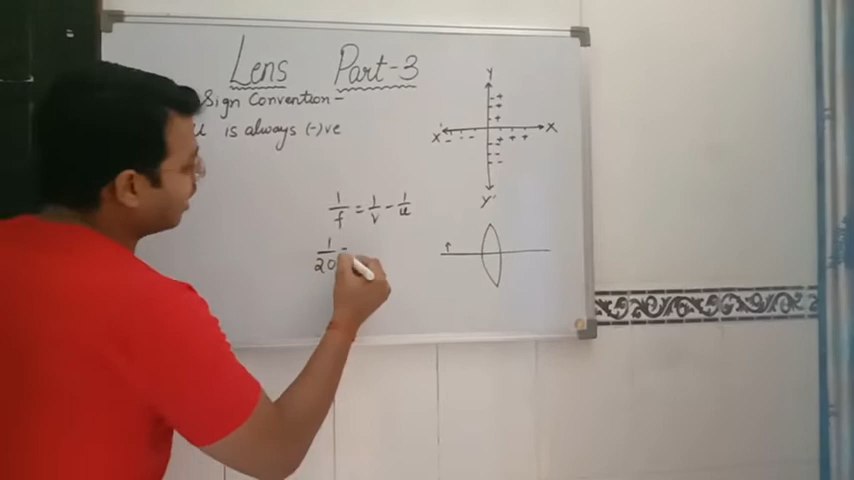 Lens Part-3
Sign Convention-
u is always (-)ve
Y
X' X
Y'
1/f = 1/v - 1/u
1/20